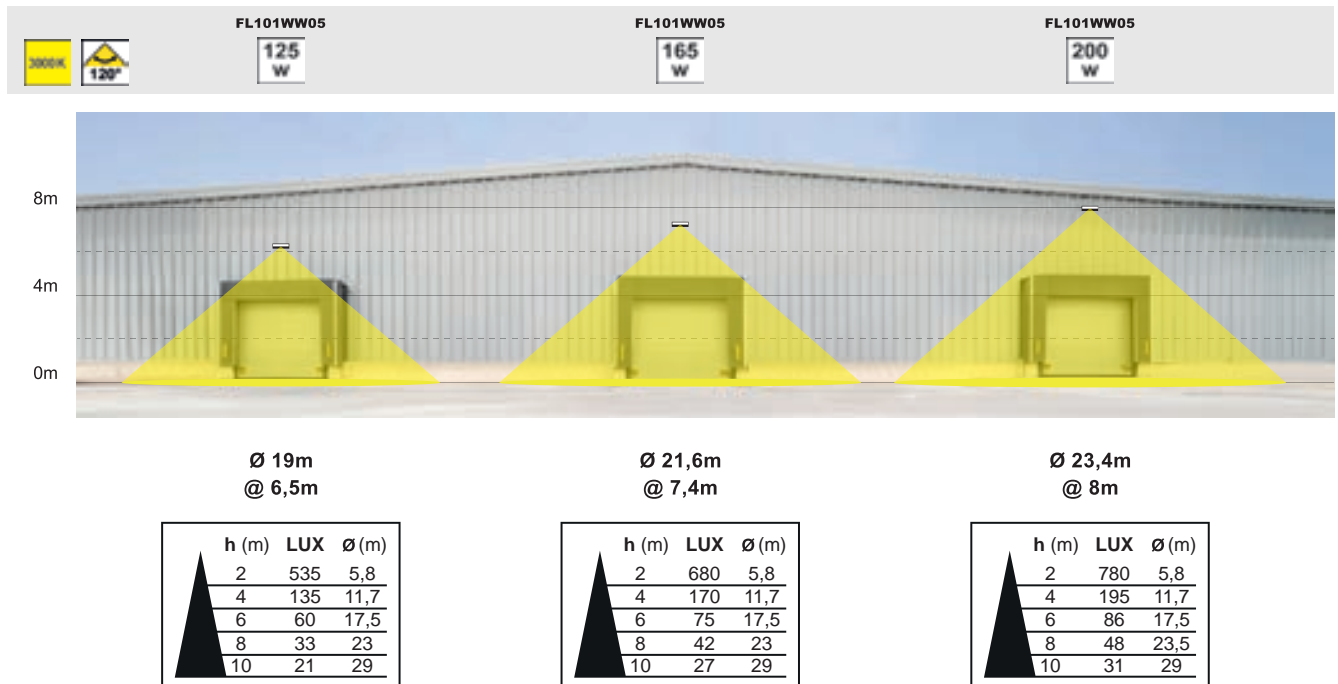 FL101WW05 FL101WW05 FL101WW05
3000K 120° 125 W 165 W 200 W
8m
4m
0m
Ø 19m Ø 21,6m Ø 23,4m
@ 6,5m @ 7,4m @ 8m
h (m) LUX Ø (m) h (m) LUX Ø (m) h (m) LUX Ø (m)
2 535 5,8 2 680 5,8 2 780 5,8
4 135 11,7 4 170 11,7 4 195 11,7
6 60 17,5 6 75 17,5 6 86 17,5
8 33 23 8 42 23 8 48 23,5
10 21 29 10 27 29 10 31 29